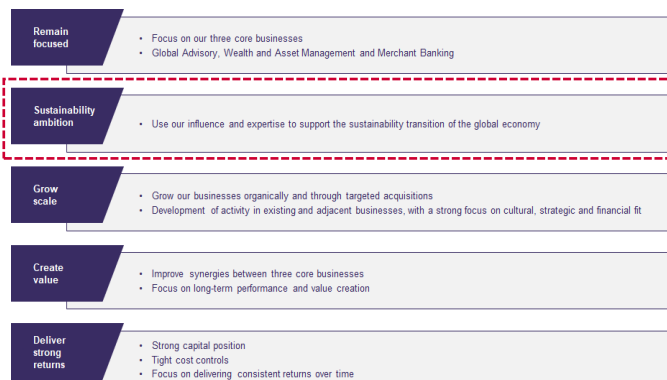 Remain
focused
• Focus on our three core businesses
• Global Advisory, Wealth and Asset Management and Merchant Banking
Sustainability
ambition
• Use our influence and expertise to support the sustainability transition of the global economy
Grow
scale
• Grow our businesses organically and through targeted acquisitions
• Development of activity in existing and adjacent businesses, with a strong focus on cultural, strategic and financial fit
Create
value
• Improve synergies between three core businesses
• Focus on long-term performance and value creation
Deliver
strong
returns
• Strong capital position
• Tight cost controls
• Focus on delivering consistent returns over time